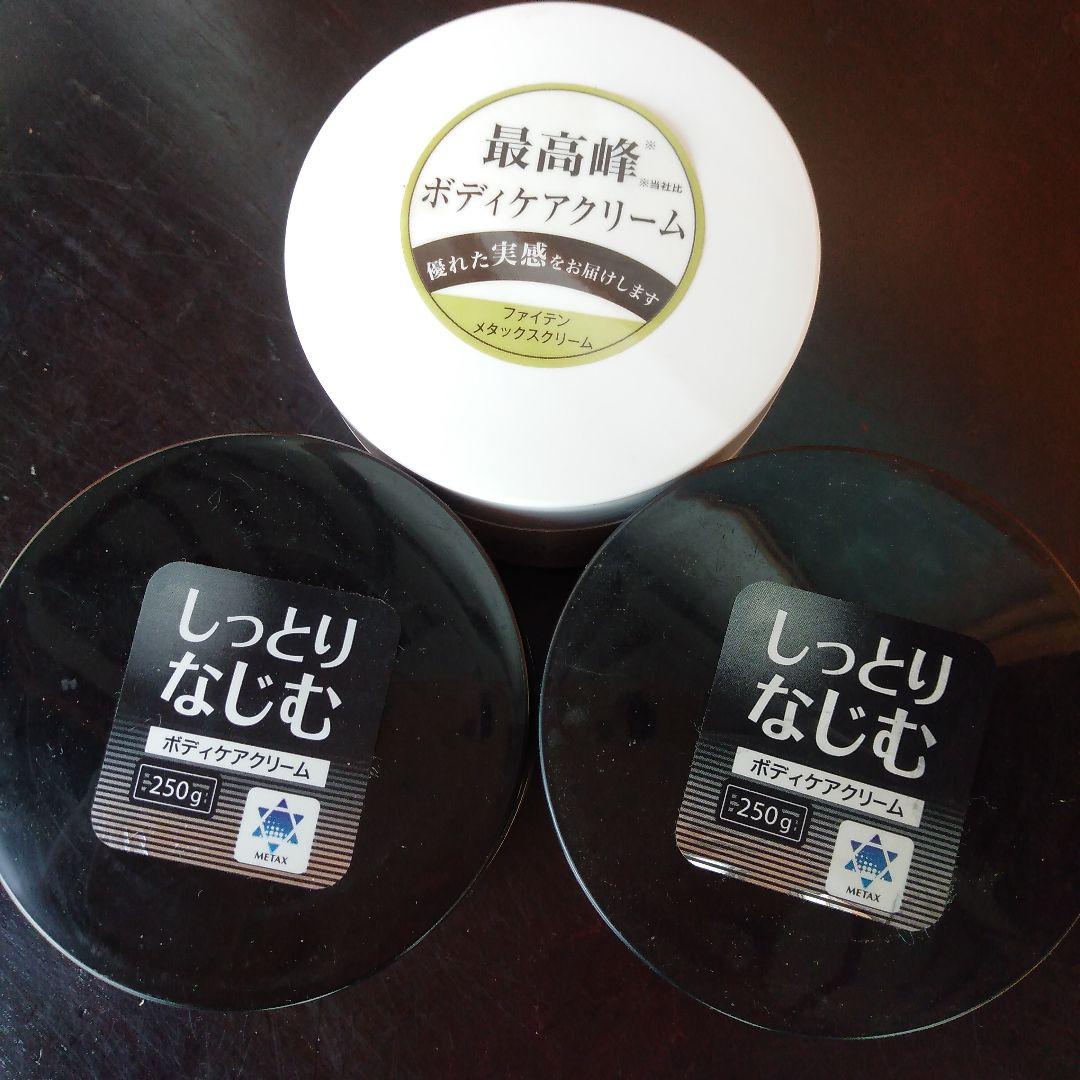 最高峰※
※当社比
ボディケアクリーム
優れた実感をお届けします
ファイテン
メタックスクリーム
しっとり
なじむ
ボディケアクリーム
250g
METAX
しっとり
なじむ
ボディケアクリーム
250g
METAX